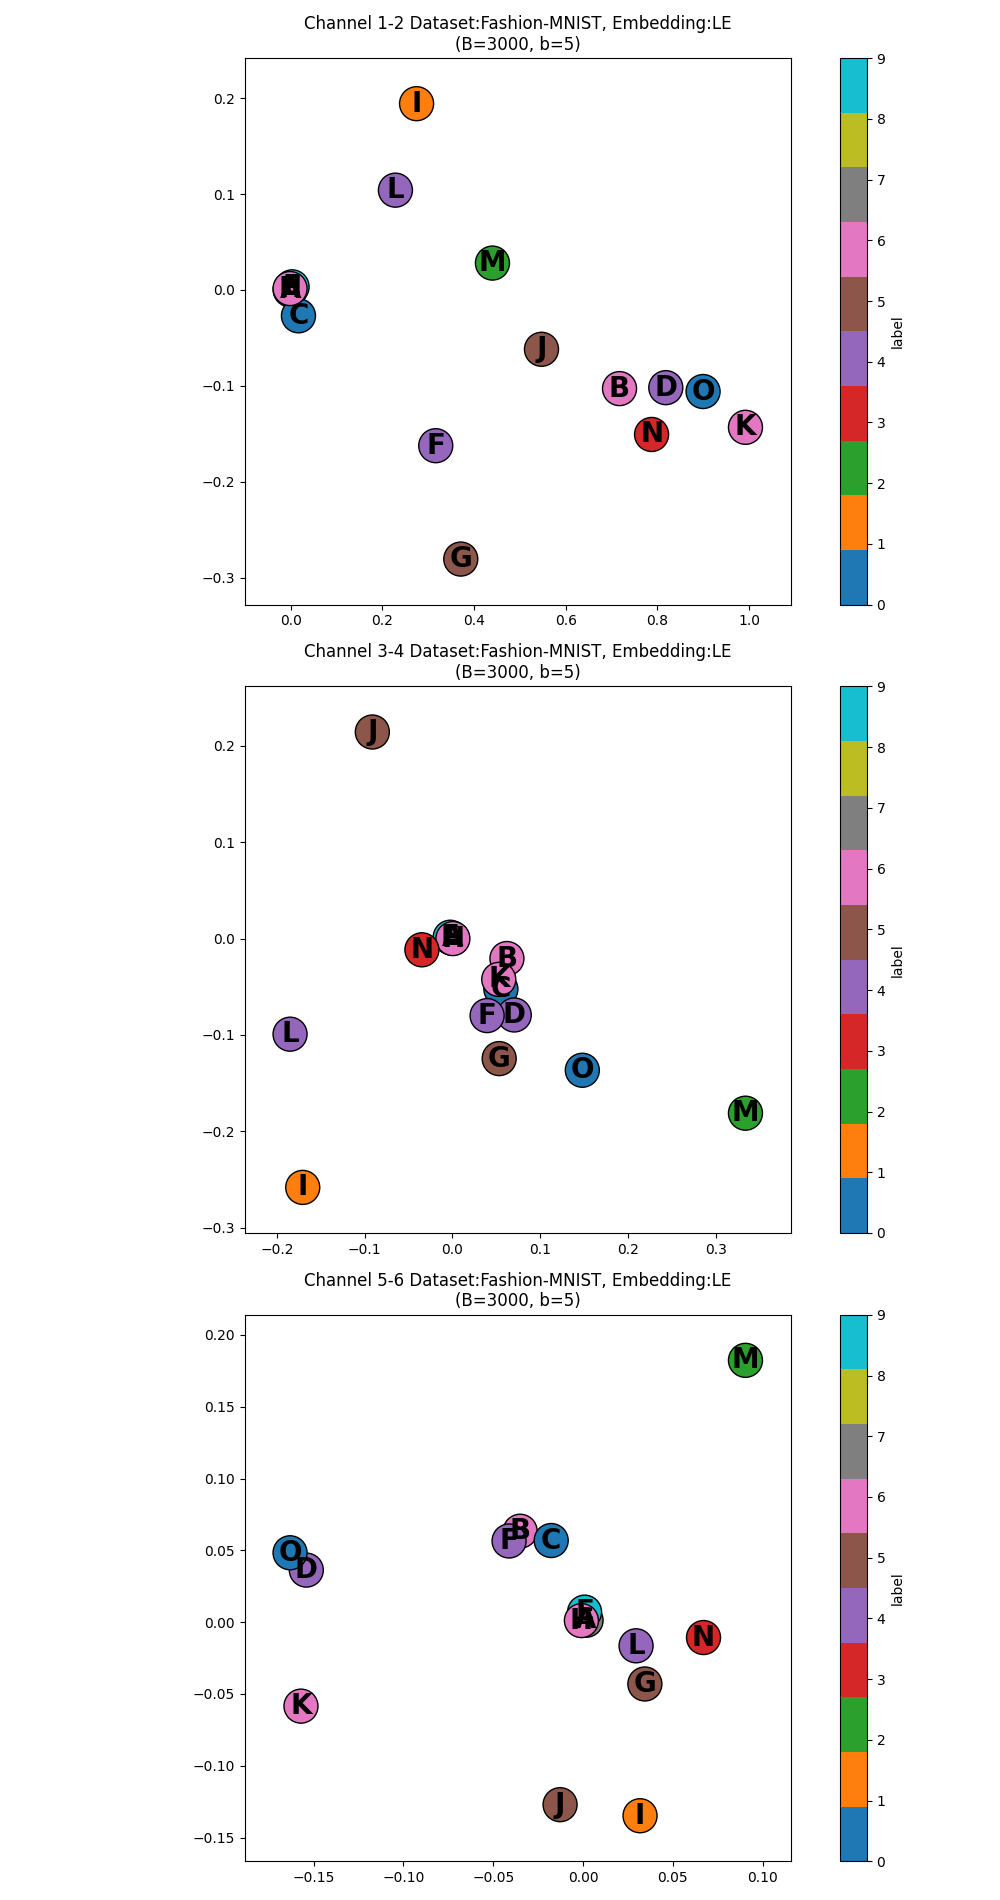 Channel 1-2 Dataset:Fashion-MNIST, Embedding:LE
(B=3000, b=5)
0.2
0.1
0.0
−0.1
−0.2
−0.3
0.0 0.2 0.4 0.6 0.8 1.0
I
L
M
A
C
J
B D O
N K
F
G
9
8
7
6
5
4
3
2
1
0
label
Channel 3-4 Dataset:Fashion-MNIST, Embedding:LE
(B=3000, b=5)
0.2
0.1
0.0
−0.1
−0.2
−0.3
−0.2 −0.1 0.0 0.1 0.2 0.3
J
H
N
B
K
C
F D
L
G
O
M
I
9
8
7
6
5
4
3
2
1
0
label
Channel 5-6 Dataset:Fashion-MNIST, Embedding:LE
(B=3000, b=5)
0.20
0.15
0.10
0.05
0.00
−0.05
−0.10
−0.15
−0.15 −0.10 −0.05 0.00 0.05 0.10
M
B
F C
O
D
E
H A
L N
G
K
J
I
9
8
7
6
5
4
3
2
1
0
label